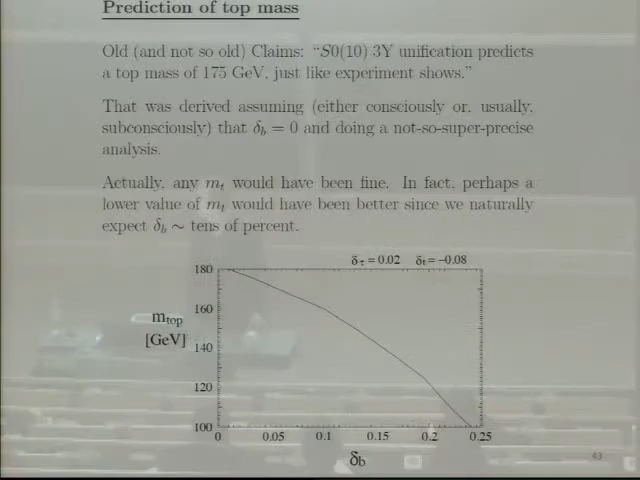 Prediction of top mass
Old (and not so old) Claims: "S0(10) 3Y unification predicts
a top mass of 175 GeV, just like experiment shows."
That was derived assuming (either consciously or, usually,
subconsciously) that δb = 0 and doing a not-so-super-precise
analysis.
Actually, any mt would have been fine. In fact, perhaps a
lower value of mt would have been better since we naturally
expect δb ∼ tens of percent.
δτ = 0.02 δt = −0.08
180
160
mtop
[GeV]
140
120
100
0 0.05 0.1 0.15 0.2 0.25
δb
43